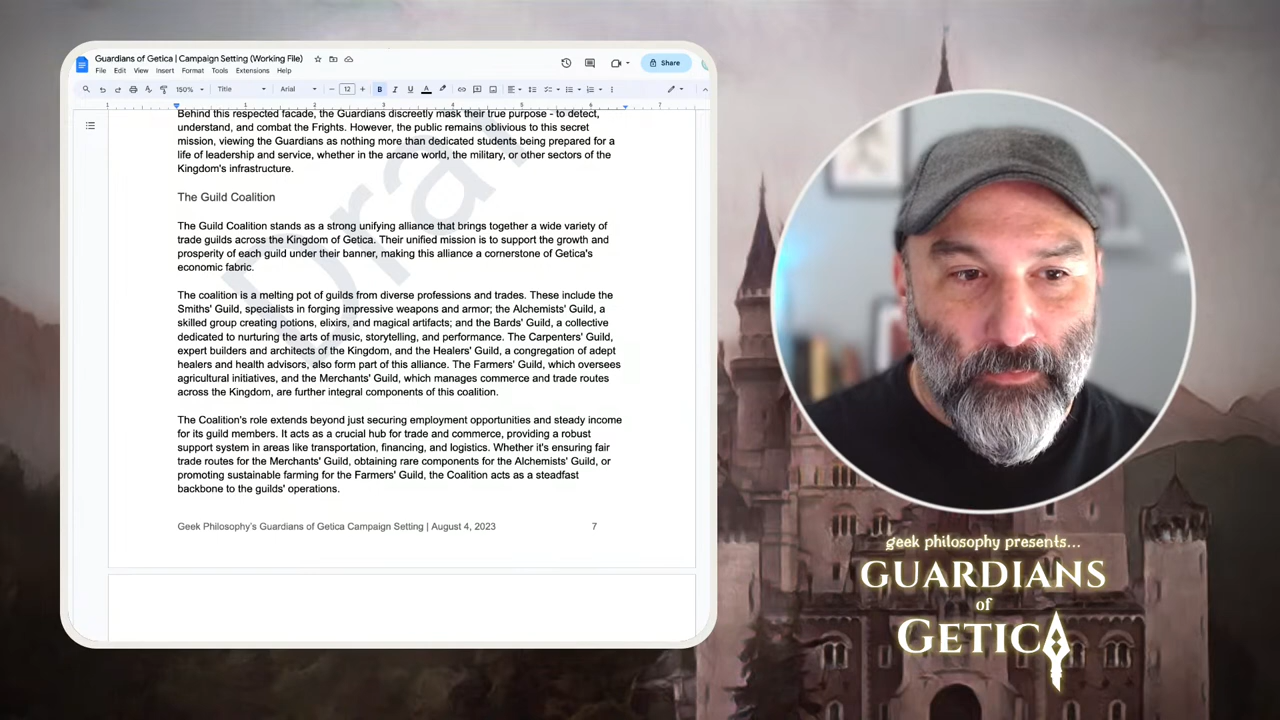 Guardians of Getica | Campaign Setting (Working File)
File Edit View Insert Format Tools Extensions Help
Share
150% Title Arial 12 B I U A
Behind this respected facade, the Guardians discreetly mask their true purpose - to detect,
understand, and combat the Frights. However, the public remains oblivious to this secret
mission, viewing the Guardians as nothing more than dedicated students being prepared for a
life of leadership and service, whether in the arcane world, the military, or other sectors of the
Kingdom's infrastructure.
The Guild Coalition
The Guild Coalition stands as a strong unifying alliance that brings together a wide variety of
trade guilds across the Kingdom of Getica. Their unified mission is to support the growth and
prosperity of each guild under their banner, making this alliance a cornerstone of Getica's
economic fabric.
The coalition is a melting pot of guilds from diverse professions and trades. These include the
Smiths' Guild, specialists in forging impressive weapons and armor; the Alchemists' Guild, a
skilled group creating potions, elixirs, and magical artifacts; and the Bards' Guild, a collective
dedicated to nurturing the arts of music, storytelling, and performance. The Carpenters' Guild,
expert builders and architects of the Kingdom, and the Healers' Guild, a congregation of adept
healers and health advisors, also form part of this alliance. The Farmers' Guild, which oversees
agricultural initiatives, and the Merchants' Guild, which manages commerce and trade routes
across the Kingdom, are further integral components of this coalition.
The Coalition's role extends beyond just securing employment opportunities and steady income
for its guild members. It acts as a crucial hub for trade and commerce, providing a robust
support system in areas like transportation, financing, and logistics. Whether it's ensuring fair
trade routes for the Merchants' Guild, obtaining rare components for the Alchemists' Guild, or
promoting sustainable farming for the Farmers' Guild, the Coalition acts as a steadfast
backbone to the guilds' operations.
Geek Philosophy's Guardians of Getica Campaign Setting | August 4, 2023 7
Draft
geek philosophy presents...
GUARDIANS
of
GETICA